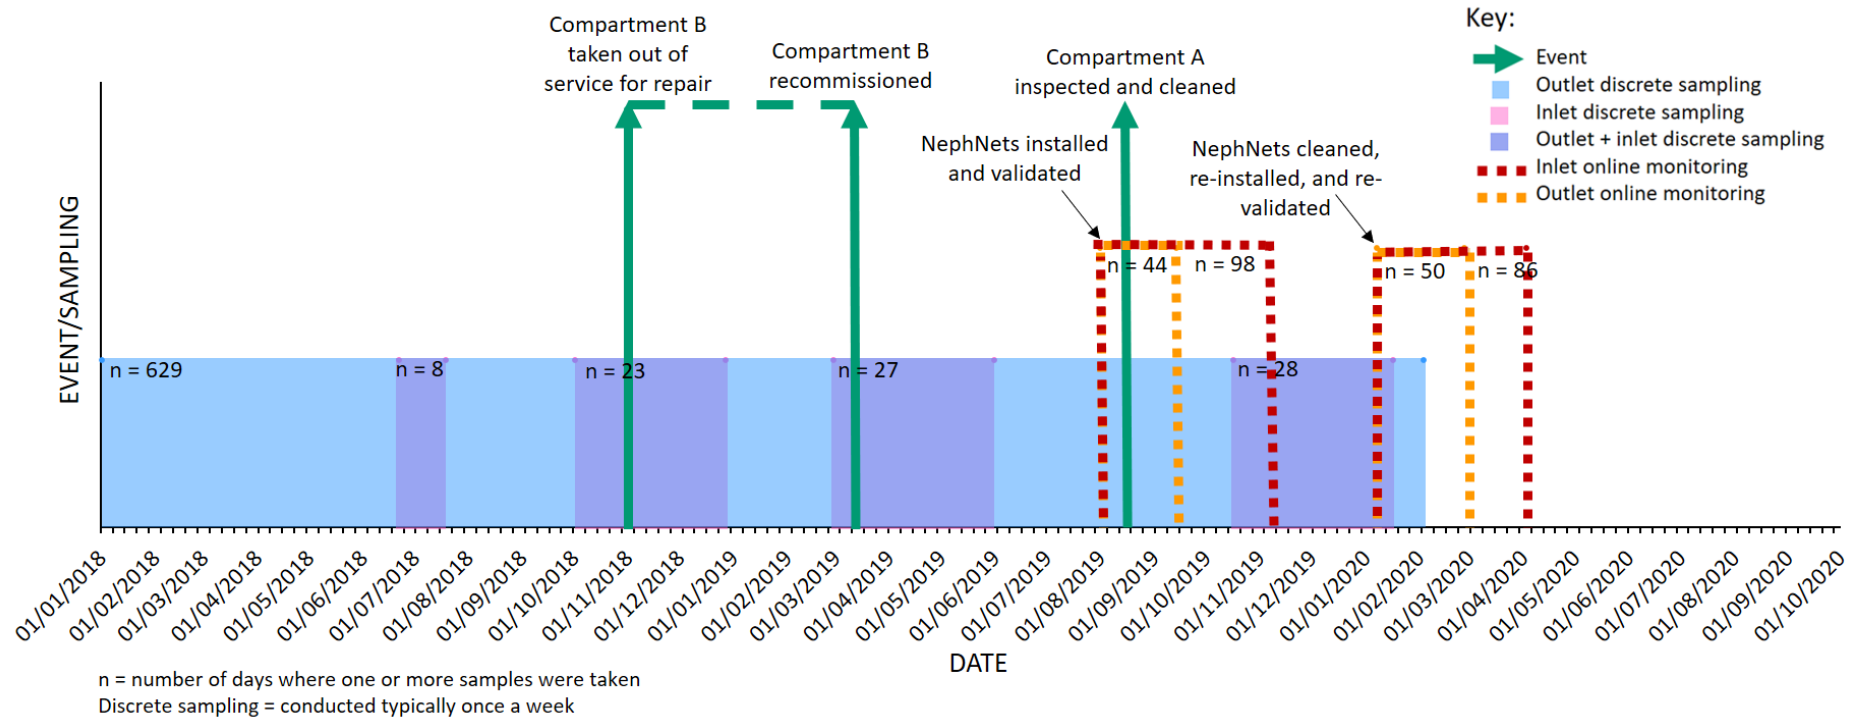 Key:
Event
Outlet discrete sampling
Inlet discrete sampling
Outlet + inlet discrete sampling
Inlet online monitoring
Outlet online monitoring
Compartment B
taken out of
service for repair
Compartment B
recommissioned
Compartment A
inspected and cleaned
NephNets installed
and validated
NephNets cleaned,
re-installed, and re-
validated
EVENT/SAMPLING
n = 44
n = 98
n = 50
n = 86
n = 629
n = 8
n = 23
n = 27
n = 28
01/01/2018
01/02/2018
01/03/2018
01/04/2018
01/05/2018
01/06/2018
01/07/2018
01/08/2018
01/09/2018
01/10/2018
01/11/2018
01/12/2018
01/01/2019
01/02/2019
01/03/2019
01/04/2019
01/05/2019
01/06/2019
01/07/2019
01/08/2019
01/09/2019
01/10/2019
01/11/2019
01/12/2019
01/01/2020
01/02/2020
01/03/2020
01/04/2020
01/05/2020
01/06/2020
01/07/2020
01/08/2020
01/09/2020
01/10/2020
DATE
n = number of days where one or more samples were taken
Discrete sampling = conducted typically once a week